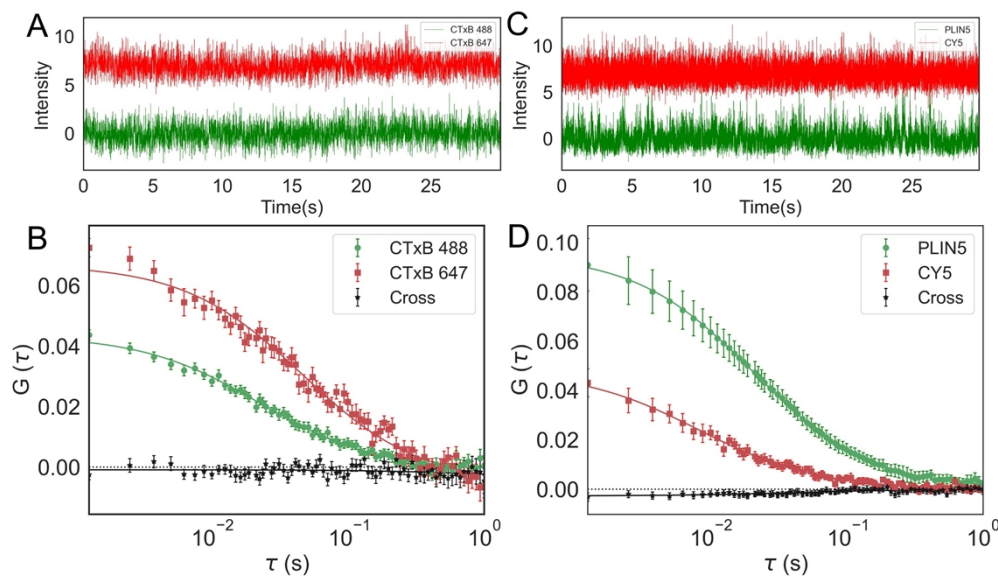 A
10
5
0
Intensity
0 5 10 15 20 25
Time(s)
CTxB 488
CTxB 647
C
10
5
0
Intensity
0 5 10 15 20 25
Time(s)
PLIN5
CY5
B
0.06
0.04
0.02
0.00
G (τ)
10⁻² 10⁻¹ 10⁰
τ (s)
CTxB 488
CTxB 647
Cross
D
0.10
0.08
0.06
0.04
0.02
0.00
G (τ)
10⁻² 10⁻¹ 10⁰
τ (s)
PLIN5
CY5
Cross